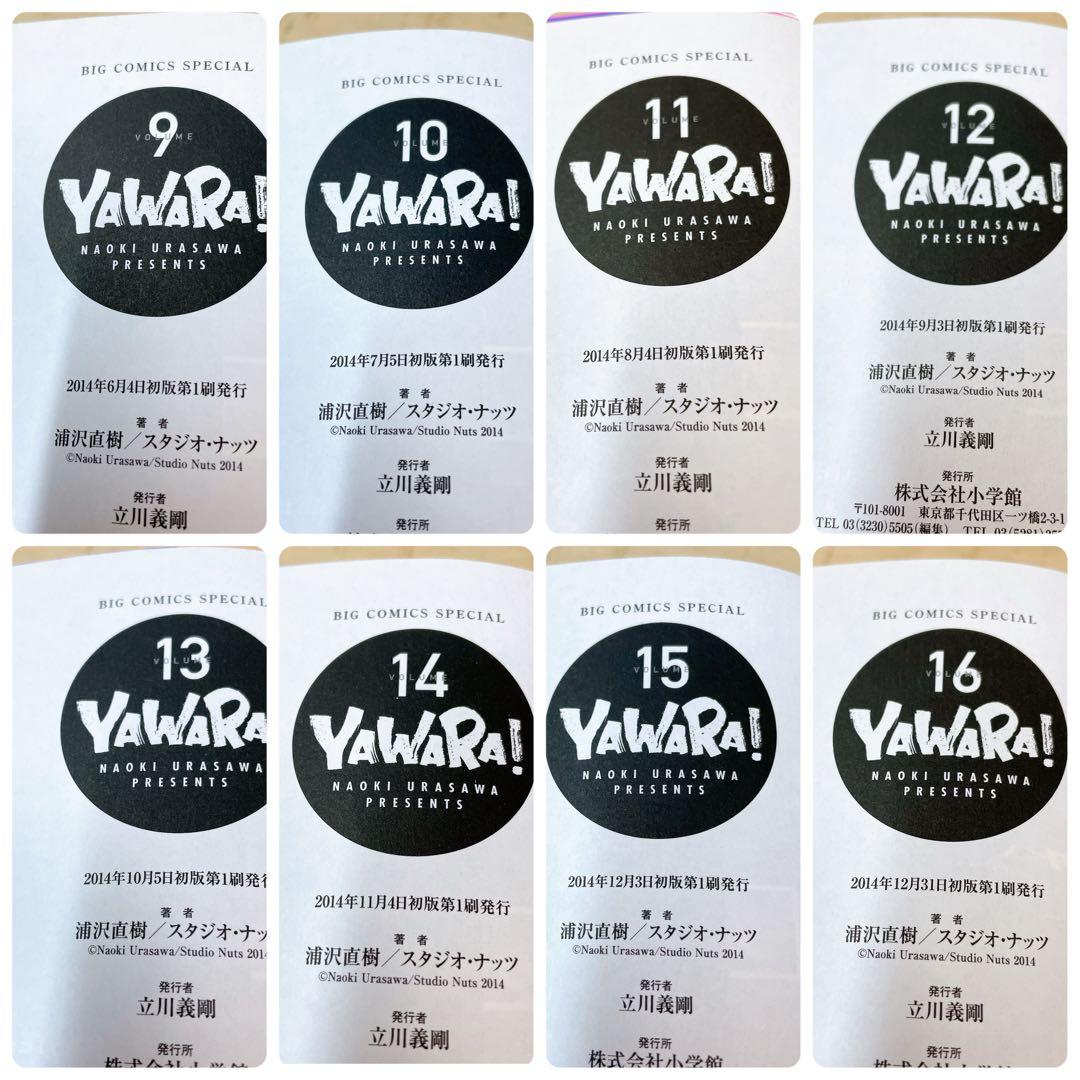 BIG COMICS SPECIAL
9
VOLUME
YAWARA!
NAOKI URASAWA
PRESENTS
2014年6月4日初版第1刷発行
著 者
浦沢直樹／スタジオ・ナッツ
©Naoki Urasawa/Studio Nuts 2014
発行者
立川義剛
BIG COMICS SPECIAL
10
VOLUME
YAWARA!
NAOKI URASAWA
PRESENTS
2014年7月5日初版第1刷発行
著 者
浦沢直樹／スタジオ・ナッツ
©Naoki Urasawa/Studio Nuts 2014
発行者
立川義剛
発行所
BIG COMICS SPECIAL
11
VOLUME
YAWARA!
NAOKI URASAWA
PRESENTS
2014年8月4日初版第1刷発行
著 者
浦沢直樹／スタジオ・ナッツ
©Naoki Urasawa/Studio Nuts 2014
発行者
立川義剛
発行所
BIG COMICS SPECIAL
12
VOLUME
YAWARA!
NAOKI URASAWA
PRESENTS
2014年9月3日初版第1刷発行
著 者
浦沢直樹／スタジオ・ナッツ
©Naoki Urasawa/Studio Nuts 2014
発行者
立川義剛
発行所
株式会社小学館
〒101-8001 東京都千代田区一ツ橋2-3-1
TEL 03(3230)5505(編集) TEL 03(5281)
BIG COMICS SPECIAL
13
VOLUME
YAWARA
NAOKI URASAWA
PRESENTS
2014年10月5日初版第1刷発行
著 者
浦沢直樹／スタジオ・ナッ
©Naoki Urasawa/Studio Nuts 2014
発行者
立川義剛
発行所
株式会社小学館
BIG COMICS SPECIAL
14
VOLUME
YAWARA!
NAOKI URASAWA
PRESENTS
2014年11月4日初版第1刷発行
著 者
浦沢直樹／スタジオ・ナッツ
©Naoki Urasawa/Studio Nuts 2014
発行者
立川義剛
BIG COMICS SPECIAL
15
VOLUME
YAWARA!
NAOKI URASAWA
PRESENTS
2014年12月3日初版第1刷発行
著 者
浦沢直樹／スタジオ・ナッツ
©Naoki Urasawa/Studio Nuts 2014
発行者
立川義剛
発行所
株式会社小学館
BIG COMICS SPECIAL
16
VOLUME
YAWARA!
NAOKI URASAWA
PRESENTS
2014年12月31日初版第1刷発行
著 者
浦沢直樹／スタジオ・ナッツ
©Naoki Urasawa/Studio Nuts 2014
発行者
立川義剛
発行所
株式会社小学館